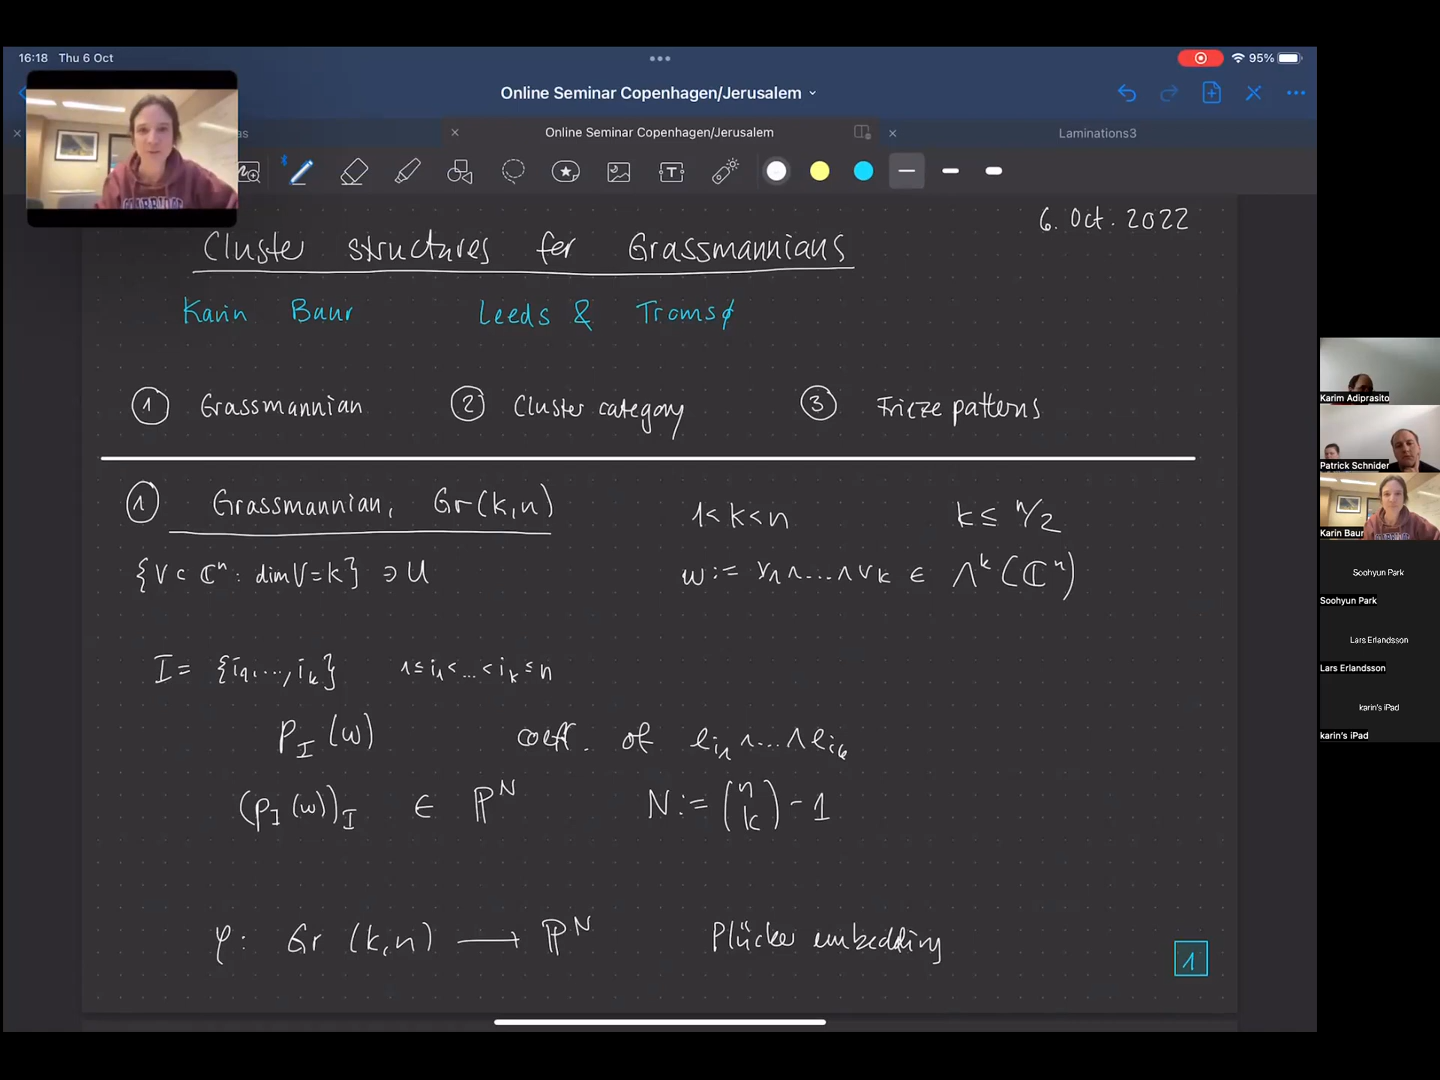 16:18 Thu 6 Oct
95%
Online Seminar Copenhagen/Jerusalem
as
Online Seminar Copenhagen/Jerusalem
Laminations3
6. Oct. 2022
Cluster structures for Grassmannians
Karin Baur Leeds & Tromsø
① Grassmannian ② Cluster category ③ Frieze patterns
① Grassmannian, Gr(k,n) 1<k<n k ≤ n/2
{V ⊂ ℂⁿ : dim V = k} ∋ U w := v₁∧...∧vₖ ∈ Λᵏ(ℂⁿ)
I = {i₁,...,iₖ} 1≤i₁<...<iₖ≤n
p_I(w) coeff. of e_{i₁}∧...∧e_{iₖ}
(p_I(w))_I ∈ ℙᴺ N := (n k) - 1
φ: Gr(k,n) ⟶ ℙᴺ Plücker embedding
1
Karim Adiprasito
Patrick Schnider
Karin Baur
Soohyun Park
Soohyun Park
Lars Erlandsson
Lars Erlandsson
karin's iPad
karin's iPad